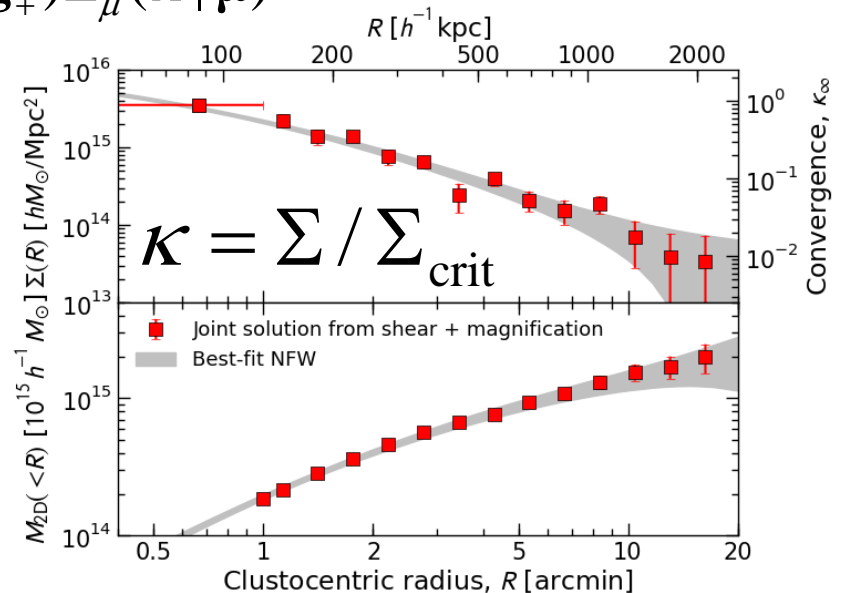 R [h⁻¹ kpc]
100 200 500 1000 2000
10¹⁶
10¹⁵
10¹⁴
10¹³
Σ(R) [hM⊙/Mpc²]
10⁰
10⁻¹
10⁻²
Convergence, κ∞
κ = Σ / Σcrit
Joint solution from shear + magnification
Best-fit NFW
10¹⁵
10¹⁴
M2D(<R) [10¹⁵ h⁻¹ M⊙]
0.5 1 2 5 10 20
Clustocentric radius, R [arcmin]